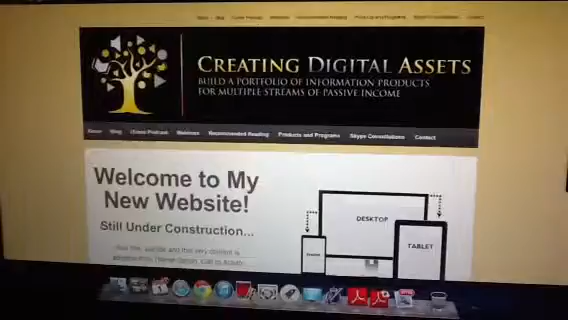 CREATING DIGITAL ASSETS
BUILD A PORTFOLIO OF INFORMATION PRODUCTS
FOR MULTIPLE STREAMS OF PASSIVE INCOME
Home Blog iTunes Podcast Webinars Recommended Reading Products and Programs Skype Consultations Contact
Welcome to My
New Website!
Still Under Construction...
DESKTOP
TABLET